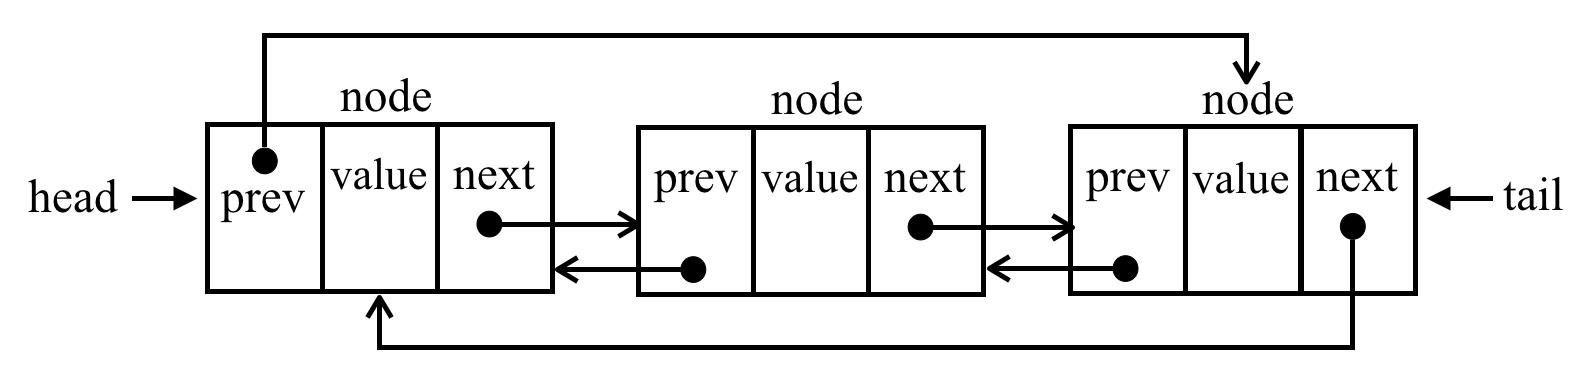 node
node
node
head
prev
value
next
prev
value
next
prev
value
next
tail